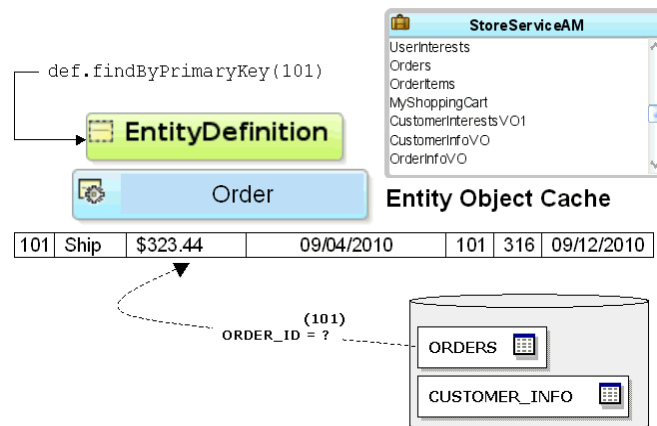 StoreServiceAM
UserInterests
Orders
OrderItems
MyShoppingCart
CustomerInterestsVO1
CustomerInfoVO
OrderInfoVO
def.findByPrimaryKey(101)
EntityDefinition
Order
Entity Object Cache
101 Ship $323.44 09/04/2010 101 316 09/12/2010
(101)
ORDER_ID = ?
ORDERS
CUSTOMER_INFO